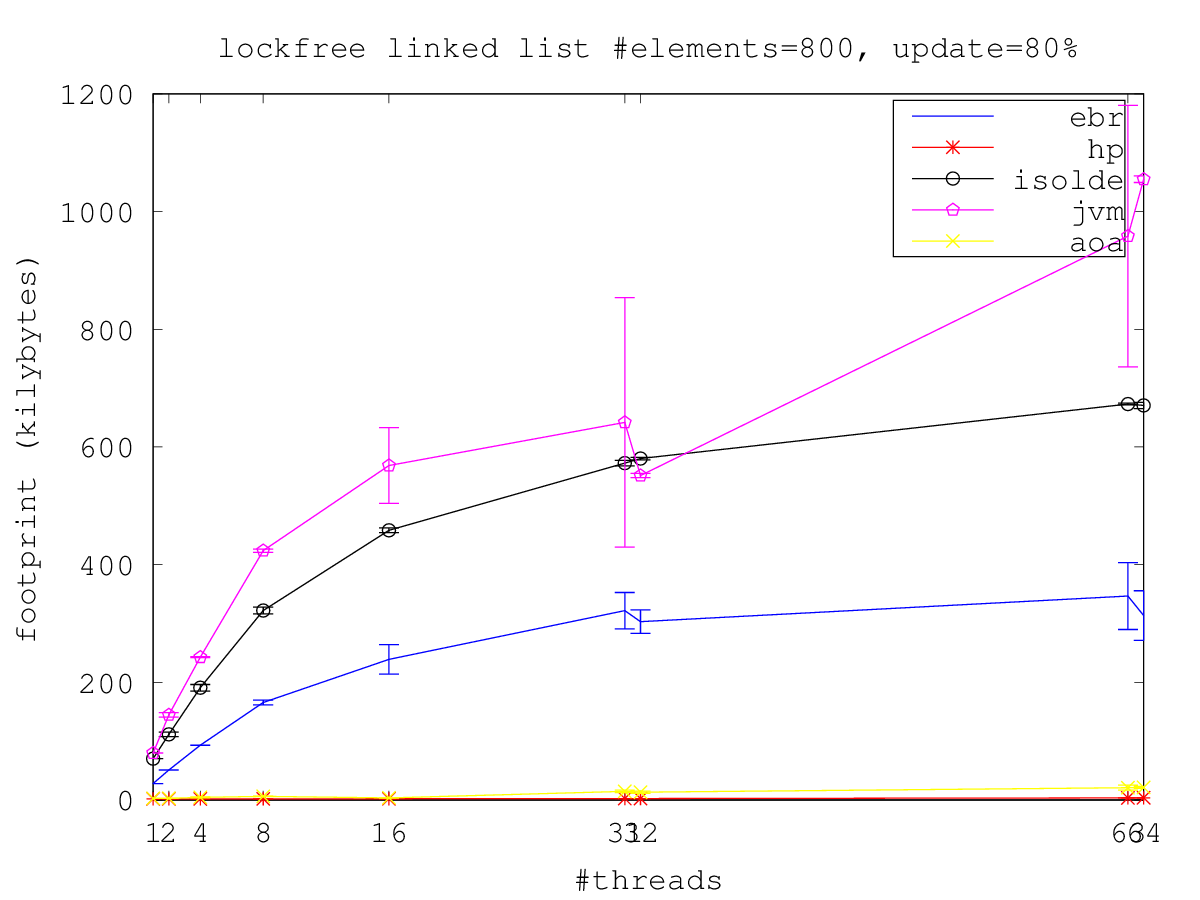 lockfree linked list #elements=800, update=80%
1200
1000
800
600
400
200
0
footprint (kilybytes)
ebr
hp
isolde
jvm
aoa
1 2 4 8 16 31 32 63 64
#threads